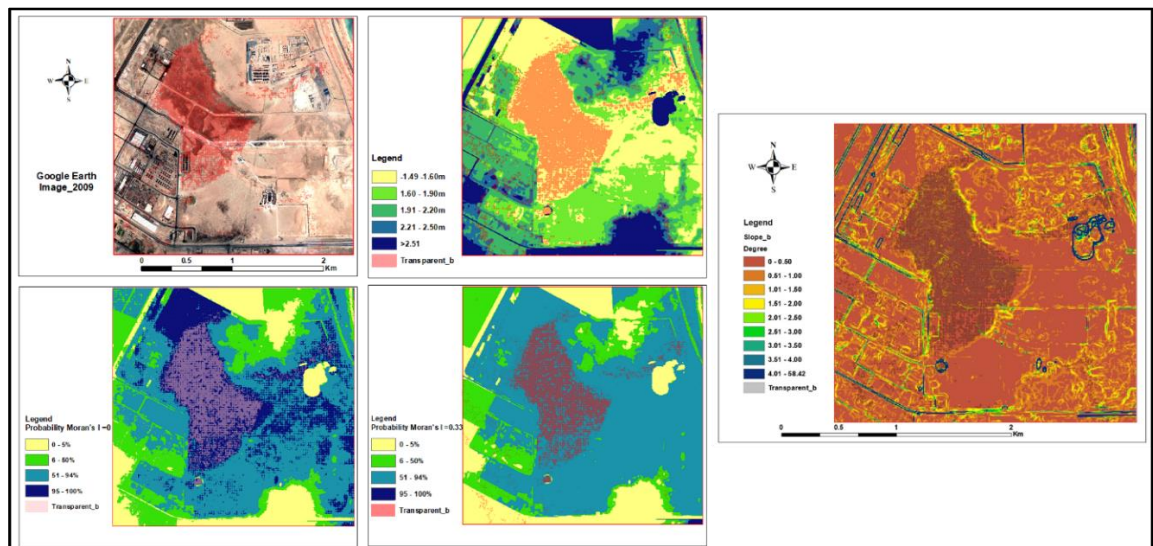 N
W E
S
Google Earth
Image_2009
0 0.5 1 2
Km
Legend
-1.49 -1.60m
1.60 - 1.90m
1.91 - 2.20m
2.21 - 2.50m
>2.51
Transparent_b
Legend
Probability Moran's I =0
0 - 5%
6 - 50%
51 - 94%
95 - 100%
Transparent_b
Legend
Probability Moran's I =0.33
0 - 5%
6 - 50%
51 - 94%
95 - 100%
Transparent_b
N
W E
S
Legend
Slope_b
Degree
0 - 0.50
0.51 - 1.00
1.01 - 1.50
1.51 - 2.00
2.01 - 2.50
2.51 - 3.00
3.01 - 3.50
3.51 - 4.00
4.01 - 58.42
Transparent_b
0 0.5 1 2
Km